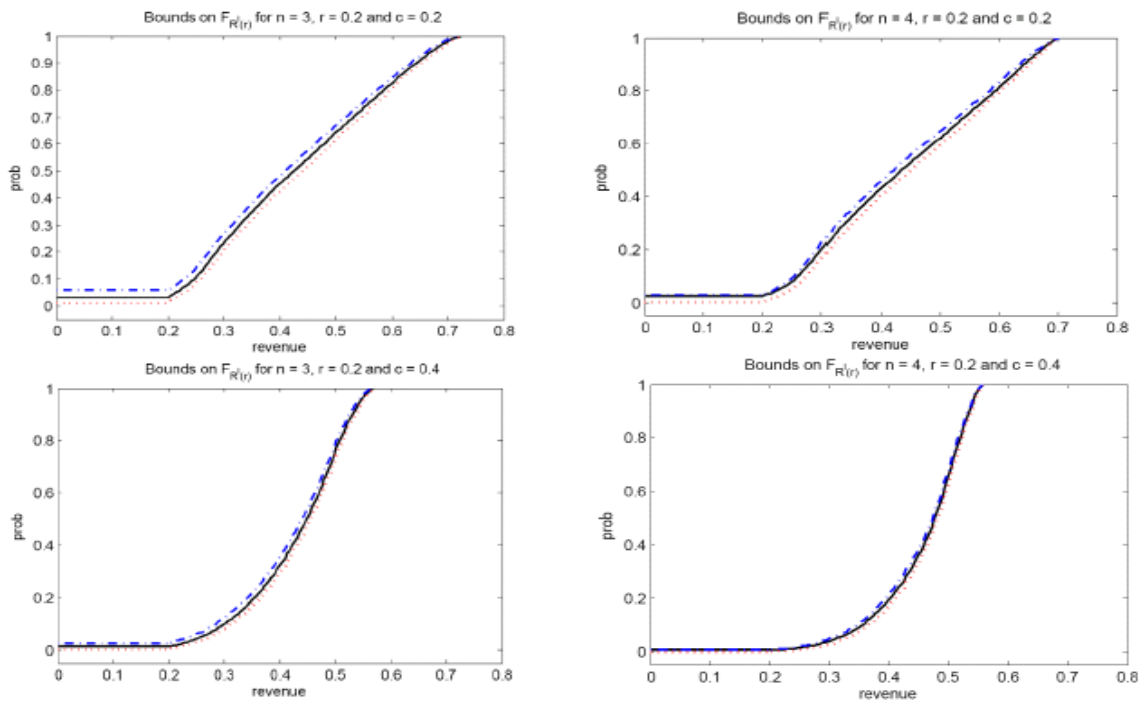 Bounds on F_{R^I(r)} for n = 3, r = 0.2 and c = 0.2
1
0.9
0.8
0.7
0.6
0.5
0.4
0.3
0.2
0.1
0
prob
0 0.1 0.2 0.3 0.4 0.5 0.6 0.7 0.8
revenue
Bounds on F_{R^I(r)} for n = 4, r = 0.2 and c = 0.2
1
0.8
0.6
0.4
0.2
0
prob
0 0.1 0.2 0.3 0.4 0.5 0.6 0.7 0.8
revenue
Bounds on F_{R^I(r)} for n = 3, r = 0.2 and c = 0.4
1
0.8
0.6
0.4
0.2
0
prob
0 0.1 0.2 0.3 0.4 0.5 0.6 0.7 0.8
revenue
Bounds on F_{R^I(r)} for n = 4, r = 0.2 and c = 0.4
1
0.8
0.6
0.4
0.2
0
prob
0 0.1 0.2 0.3 0.4 0.5 0.6 0.7 0.8
revenue